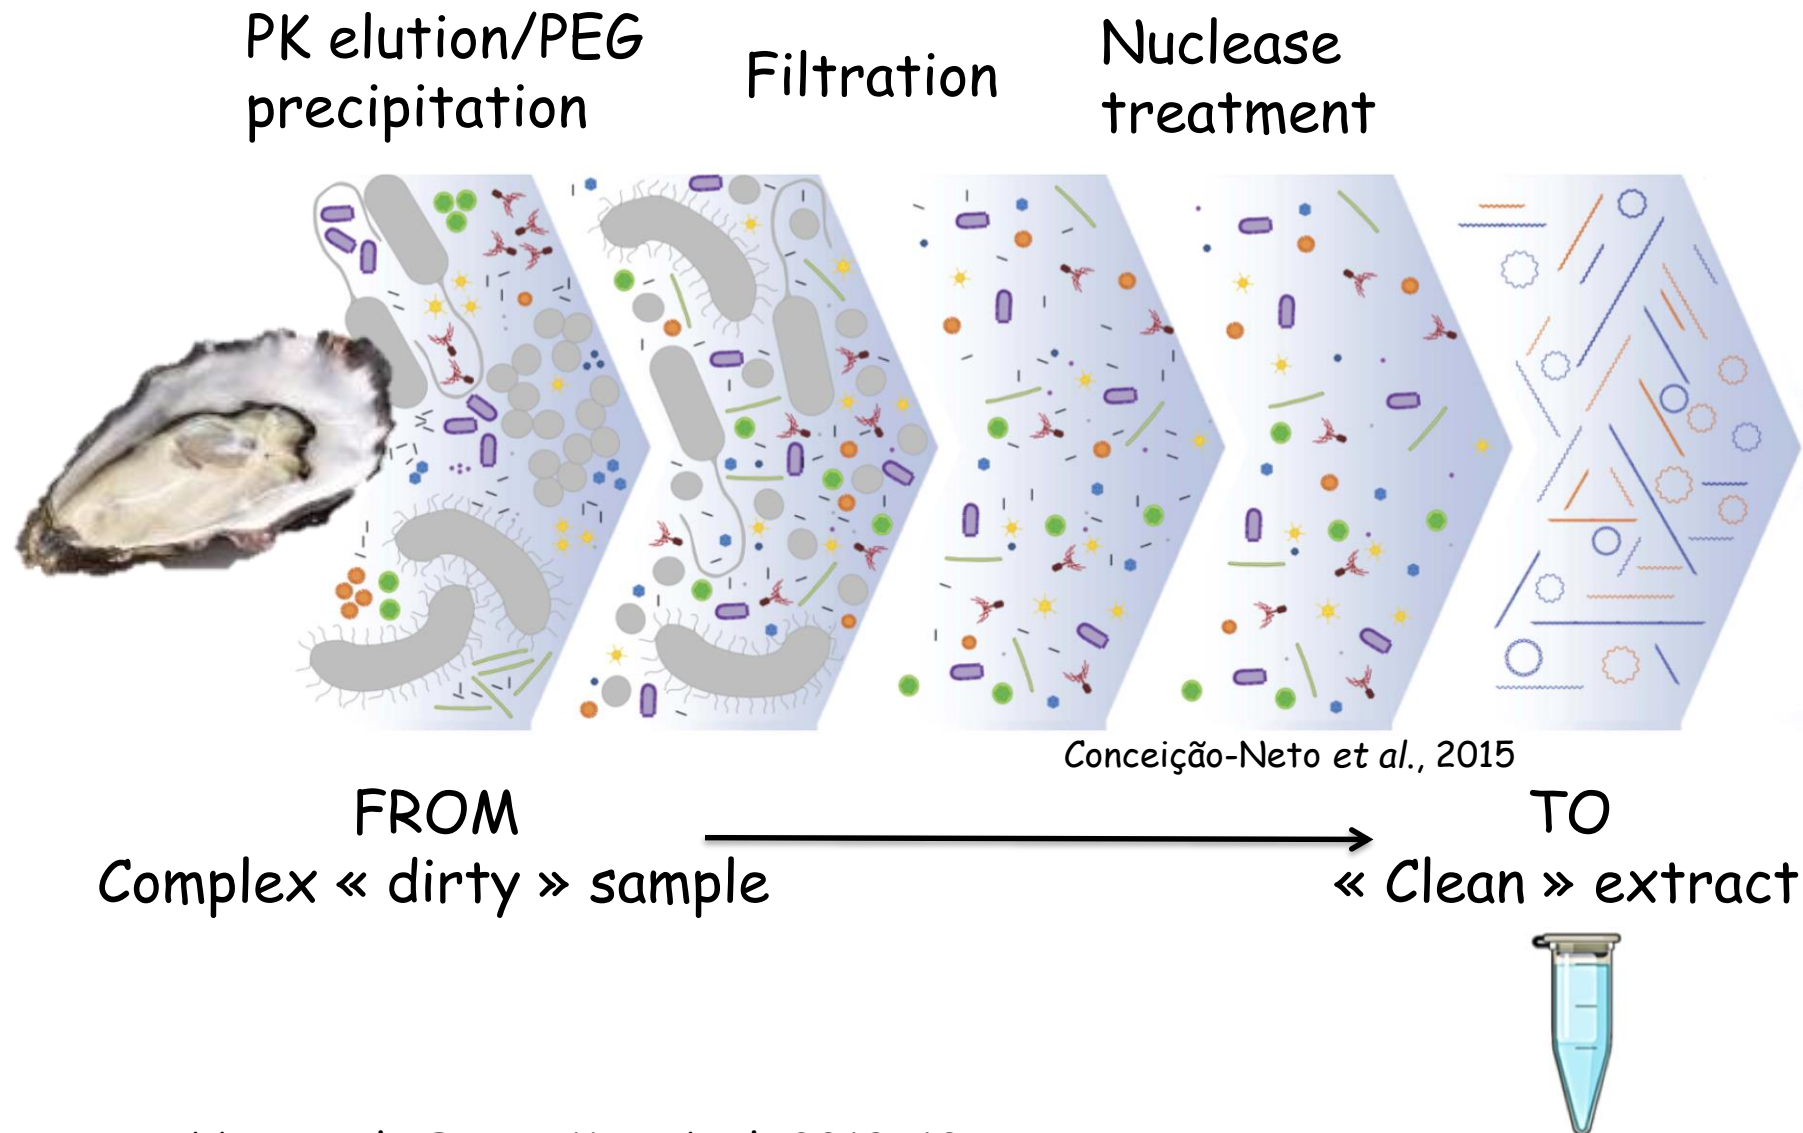 PK elution/PEG
precipitation
Filtration
Nuclease
treatment
Conceição-Neto et al., 2015
FROM
Complex « dirty » sample
TO
« Clean » extract